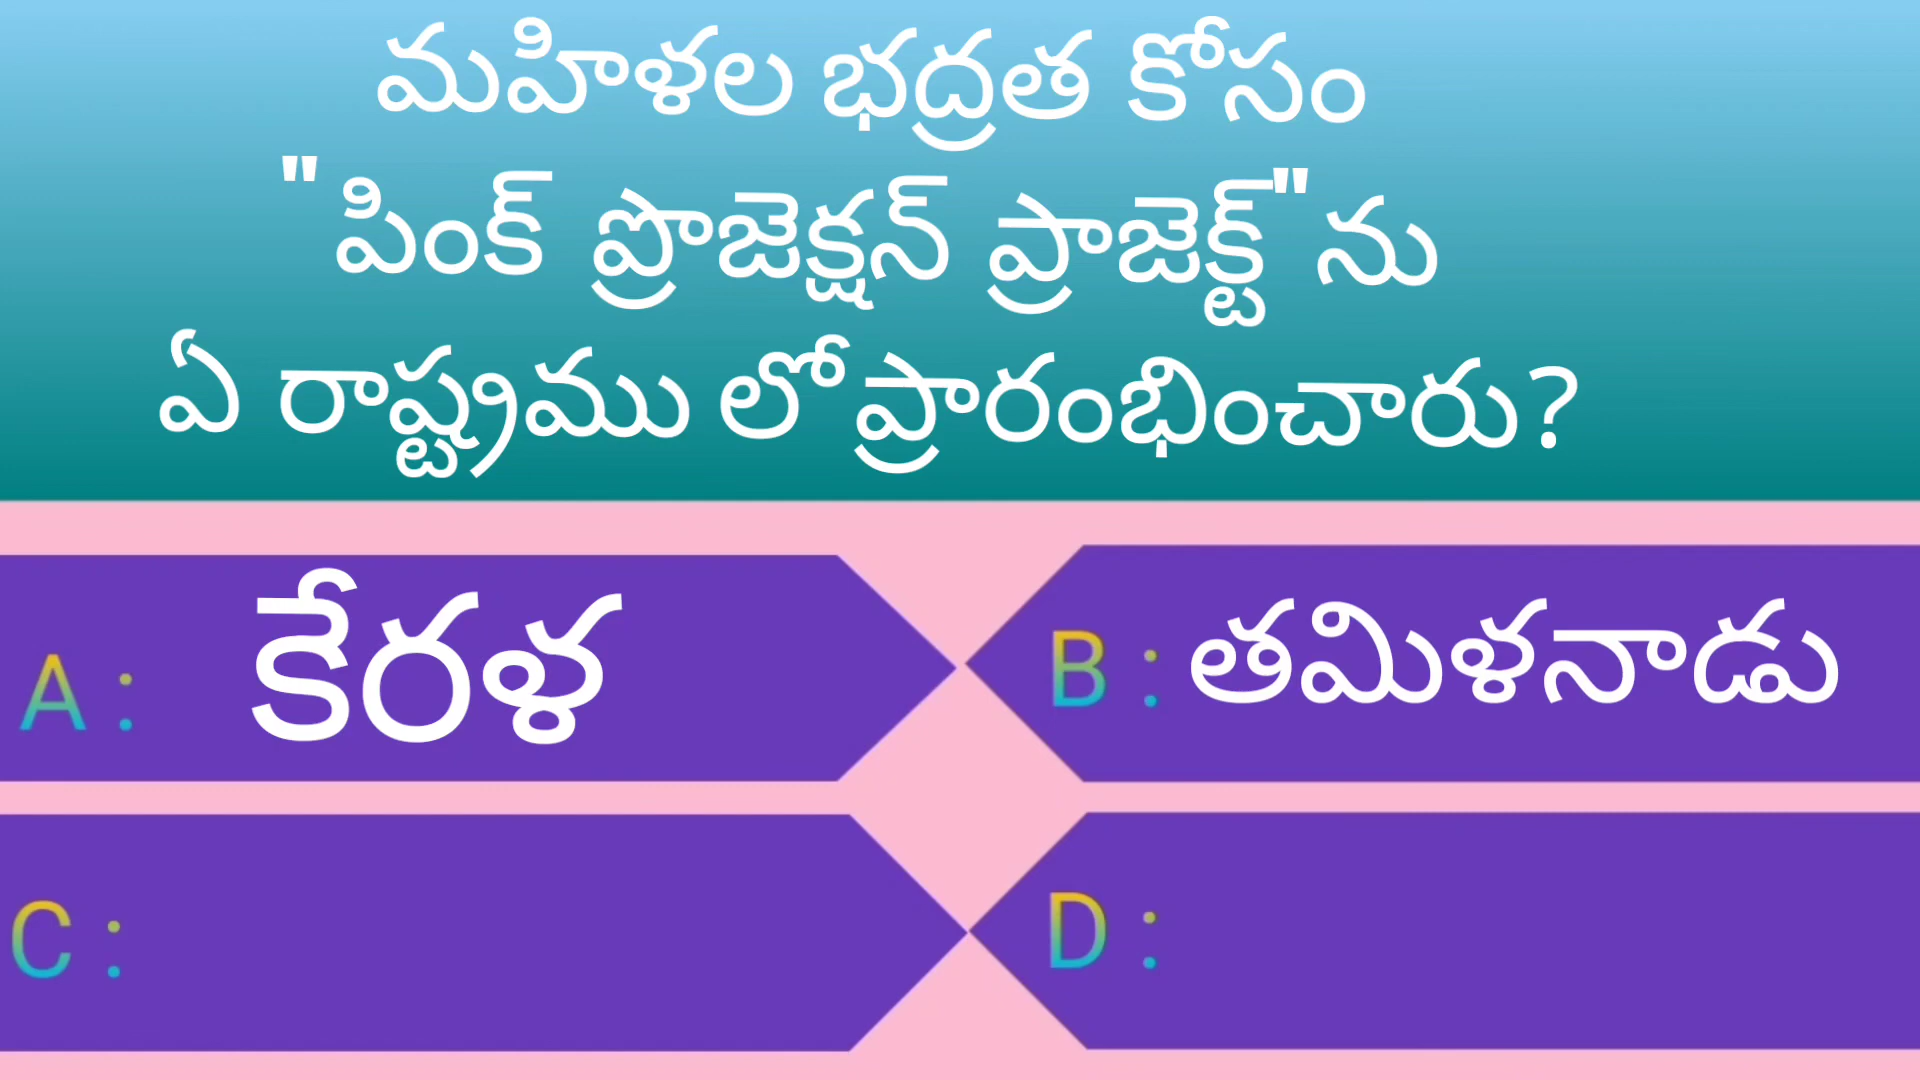 మహిళల భద్రత కోసం
"పింక్ ప్రొజెక్షన్ ప్రాజెక్ట్"ను
ఏ రాష్ట్రము లో ప్రారంభించారు?
A : కేరళ
B : తమిళనాడు
C :
D :